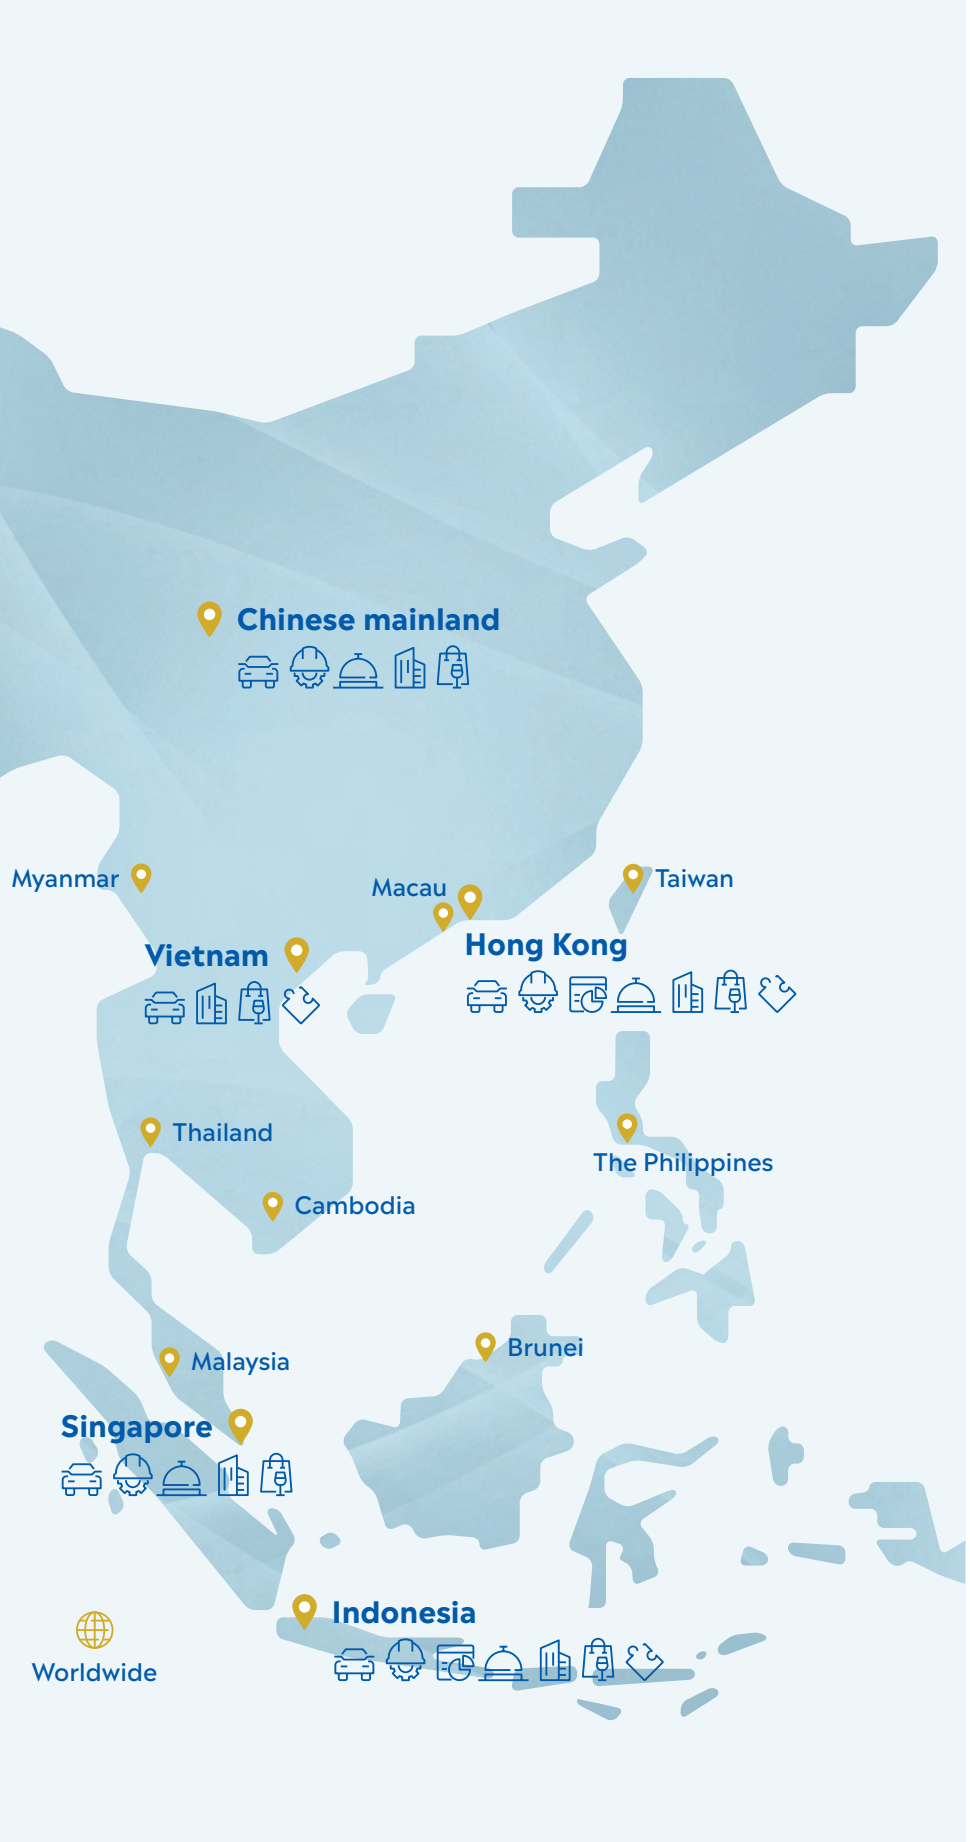 Chinese mainland
Myanmar
Macau
Taiwan
Hong Kong
Vietnam
Thailand
The Philippines
Cambodia
Brunei
Malaysia
Singapore
Indonesia
Worldwide